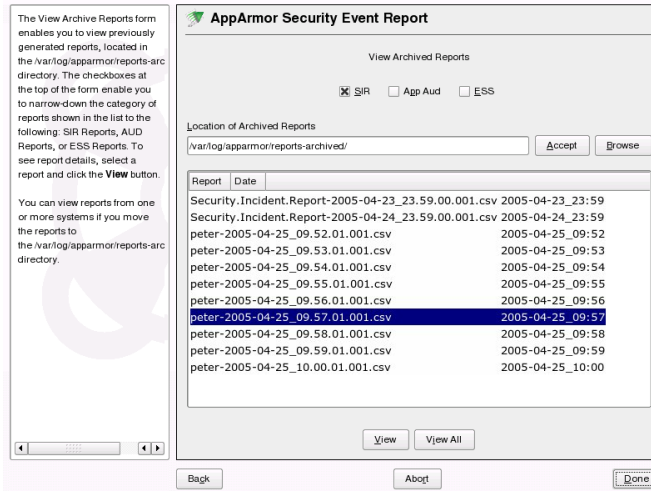 The View Archive Reports form
enables you to view previously
generated reports, located in
the /var/log/apparmor/reports-arc
directory. The checkboxes at
the top of the form enable you
to narrow-down the category of
reports shown in the list to the
following: SIR Reports, AUD
Reports, or ESS Reports. To
see report details, select a
report and click the View button.
You can view reports from one
or more systems if you move
the reports to
the /var/log/apparmor/reports-arc
directory.
AppArmor Security Event Report
View Archived Reports
SIR App Aud ESS
Location of Archived Reports
/var/log/apparmor/reports-archived/ Accept Browse
Report Date
Security.Incident.Report-2005-04-23_23.59.00.001.csv 2005-04-23_23:59
Security.Incident.Report-2005-04-24_23.59.00.001.csv 2005-04-24_23:59
peter-2005-04-25_09.52.01.001.csv 2005-04-25_09:52
peter-2005-04-25_09.53.01.001.csv 2005-04-25_09:53
peter-2005-04-25_09.54.01.001.csv 2005-04-25_09:54
peter-2005-04-25_09.55.01.001.csv 2005-04-25_09:55
peter-2005-04-25_09.56.01.001.csv 2005-04-25_09:56
peter-2005-04-25_09.57.01.001.csv 2005-04-25_09:57
peter-2005-04-25_09.58.01.001.csv 2005-04-25_09:58
peter-2005-04-25_09.59.01.001.csv 2005-04-25_09:59
peter-2005-04-25_10.00.01.001.csv 2005-04-25_10:00
View View All
Back Abort Done